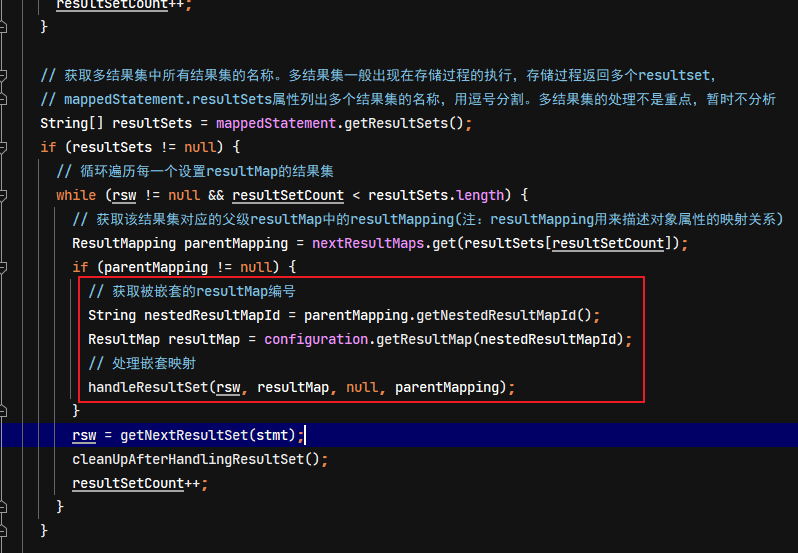 resultSetCount++;
}
// 获取多结果集中所有结果集的名称。多结果集一般出现在存储过程的执行，存储过程返回多个resultset，
// mappedStatement.resultSets属性列出多个结果集的名称，用逗号分割。多结果集的处理不是重点，暂时不分析
String[] resultSets = mappedStatement.getResultSets();
if (resultSets != null) {
// 循环遍历每一个设置resultMap的结果集
while (rsw != null && resultSetCount < resultSets.length) {
// 获取该结果集对应的父级resultMap中的resultMapping(注：resultMapping用来描述对象属性的映射关系)
ResultMapping parentMapping = nextResultMaps.get(resultSets[resultSetCount]);
if (parentMapping != null) {
// 获取被嵌套的resultMap编号
String nestedResultMapId = parentMapping.getNestedResultMapId();
ResultMap resultMap = configuration.getResultMap(nestedResultMapId);
// 处理嵌套映射
handleResultSet(rsw, resultMap, null, parentMapping);
}
rsw = getNextResultSet(stmt);
cleanUpAfterHandlingResultSet();
resultSetCount++;
}
}